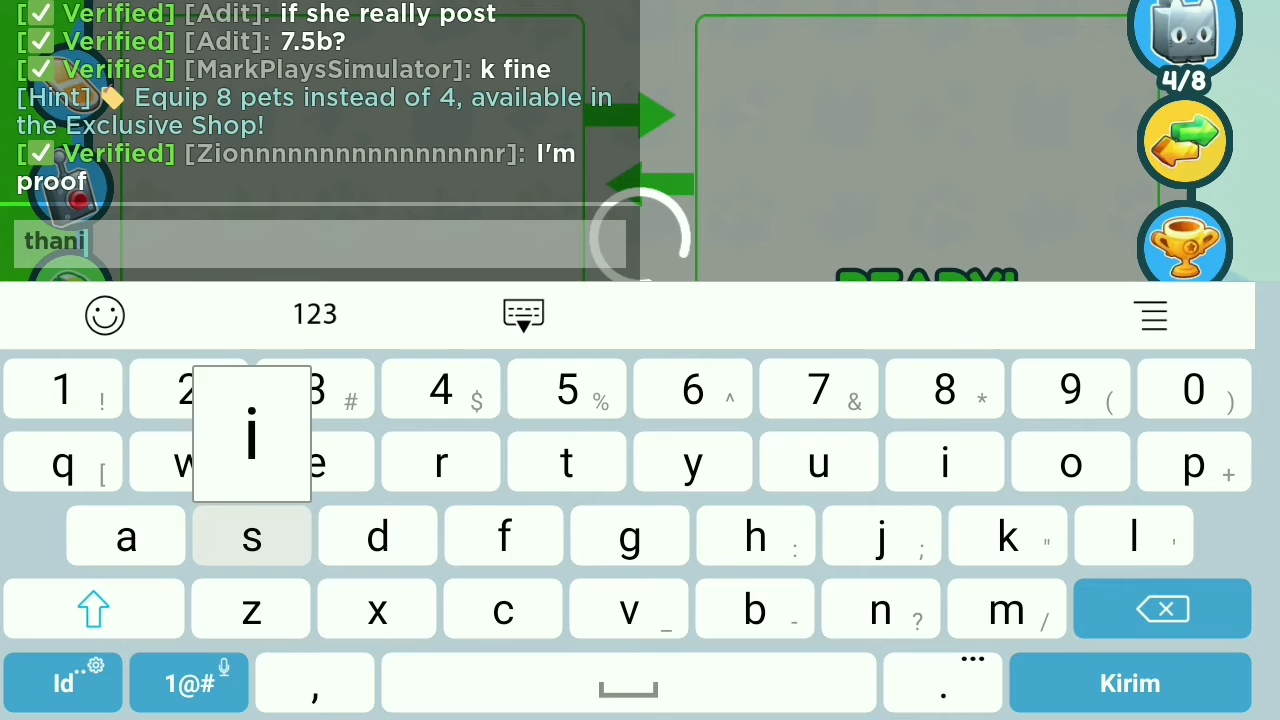 [✅ Verified] [Adit]: if she really post
[✅ Verified] [Adit]: 7.5b?
[✅ Verified] [MarkPlaysSimulator]: k fine
[Hint] 🏷️ Equip 8 pets instead of 4, available in
the Exclusive Shop!
[✅ Verified] [Zionnnnnnnnnnnnnnnnnr]: I'm
proof
thani
READY!
4/8
123
1 ! 2 3 # 4 $ 5 % 6 ^ 7 & 8 * 9 ( 0 )
i
q [ w e r t y u i o p +
a s d f g h : j ; k " l '
z x c v _ b - n ? m /
Id 1@# , . ... Kirim